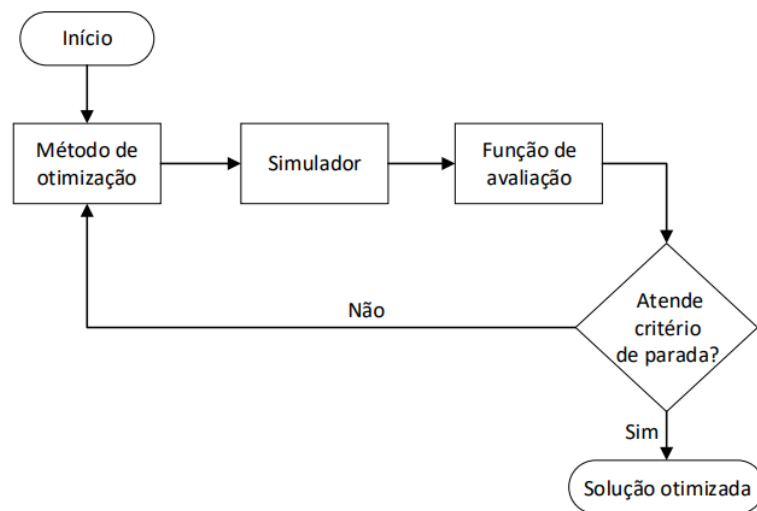 Início
Método de
otimização
Simulador
Função de
avaliação
Atende
critério
de parada?
Não
Sim
Solução otimizada